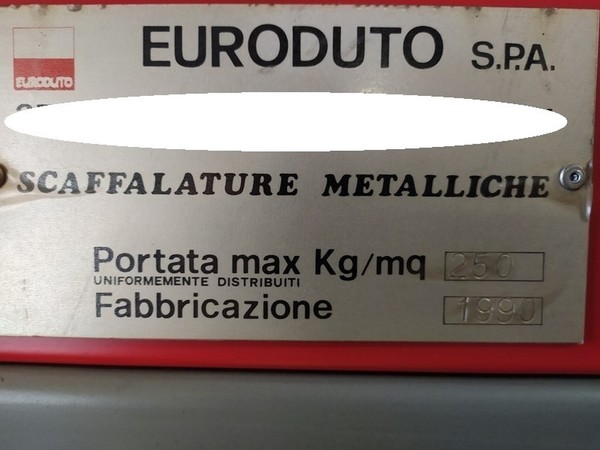 EURODUTO S.P.A.
EURODUTO
SCAFFALATURE METALLICHE
Portata max Kg/mq 250
UNIFORMEMENTE DISTRIBUITI
Fabbricazione 1990